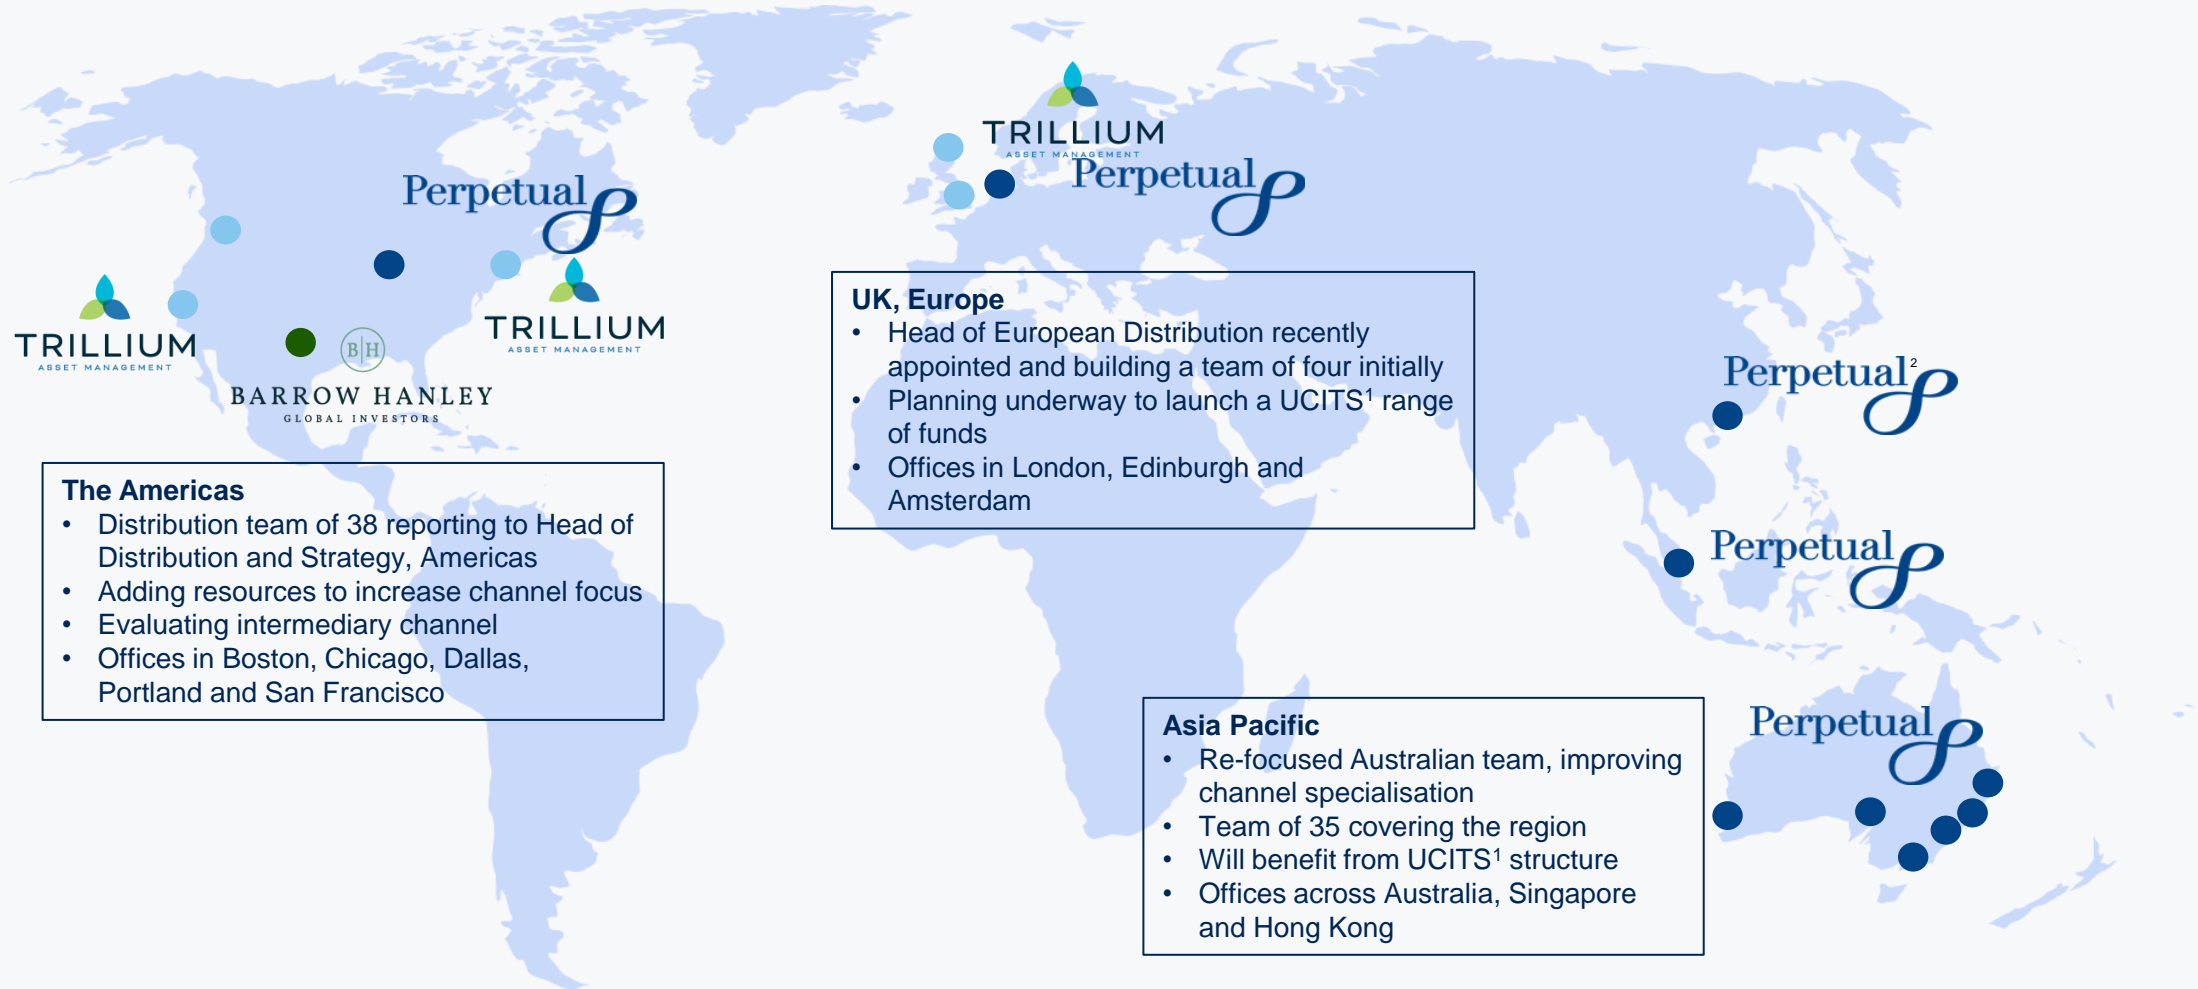 TRILLIUM
ASSET MANAGEMENT
Perpetual
Perpetual
TRILLIUM
ASSET MANAGEMENT
TRILLIUM
ASSET MANAGEMENT
B|H
BARROW HANLEY
GLOBAL INVESTORS
The Americas
• Distribution team of 38 reporting to Head of
Distribution and Strategy, Americas
• Adding resources to increase channel focus
• Evaluating intermediary channel
• Offices in Boston, Chicago, Dallas,
Portland and San Francisco
UK, Europe
• Head of European Distribution recently
appointed and building a team of four initially
• Planning underway to launch a UCITS¹ range
of funds
• Offices in London, Edinburgh and
Amsterdam
Perpetual²
Perpetual
Perpetual
Asia Pacific
• Re-focused Australian team, improving
channel specialisation
• Team of 35 covering the region
• Will benefit from UCITS¹ structure
• Offices across Australia, Singapore
and Hong Kong